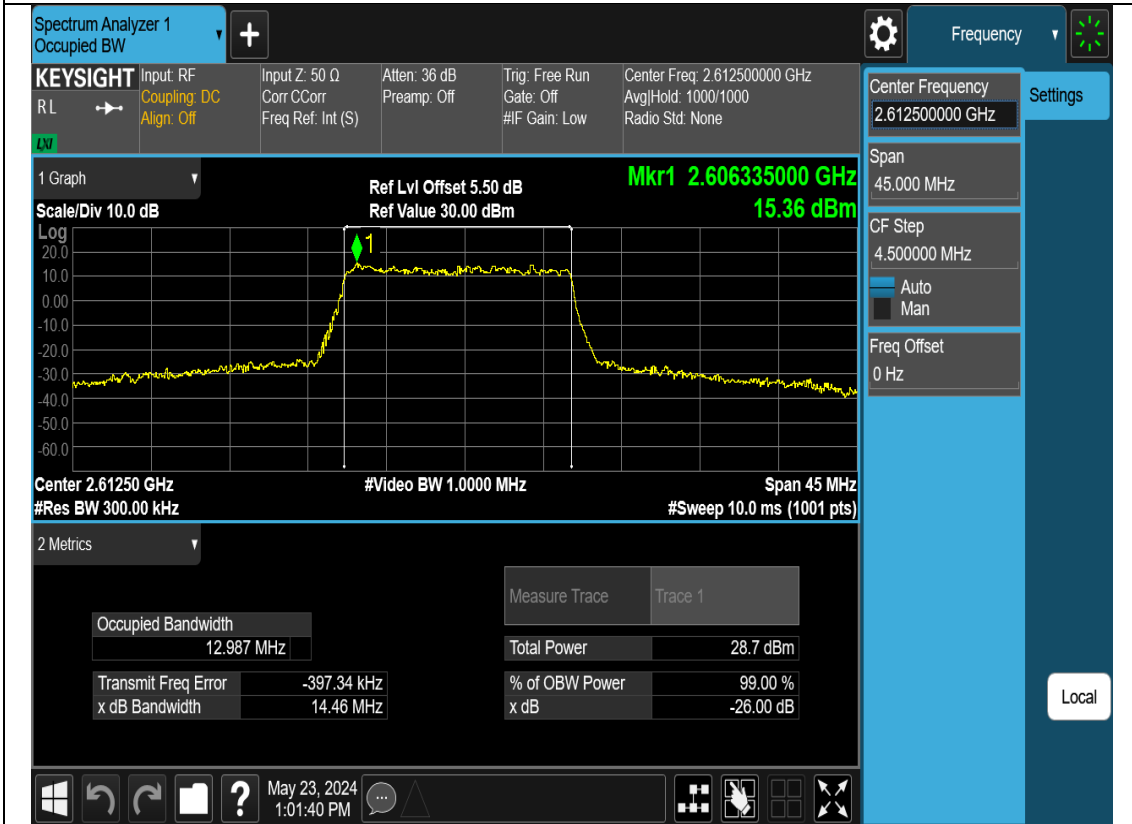 Spectrum Analyzer 1
Occupied BW
+
Frequency
KEYSIGHT
RL
LXI
Input: RF
Coupling: DC
Align: Off
Input Z: 50 Ω
Corr CCorr
Freq Ref: Int (S)
Atten: 36 dB
Preamp: Off
Trig: Free Run
Gate: Off
#IF Gain: Low
Center Freq: 2.612500000 GHz
Avg|Hold: 1000/1000
Radio Std: None
Center Frequency
2.612500000 GHz
Settings
Span
45.000 MHz
CF Step
4.500000 MHz
Auto
Man
Freq Offset
0 Hz
Local
1 Graph
Scale/Div 10.0 dB
Ref Lvl Offset 5.50 dB
Ref Value 30.00 dBm
Mkr1 2.606335000 GHz
15.36 dBm
Log
1
20.0
10.0
0.00
-10.0
-20.0
-30.0
-40.0
-50.0
-60.0
Center 2.61250 GHz
#Video BW 1.0000 MHz
Span 45 MHz
#Res BW 300.00 kHz
#Sweep 10.0 ms (1001 pts)
2 Metrics
Measure Trace Trace 1
Occupied Bandwidth
12.987 MHz
Total Power 28.7 dBm
Transmit Freq Error -397.34 kHz
% of OBW Power 99.00 %
x dB Bandwidth 14.46 MHz
x dB -26.00 dB
?
May 23, 2024
1:01:40 PM